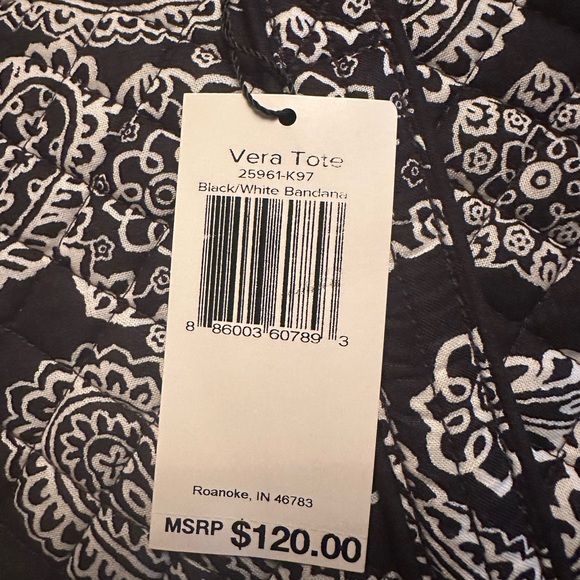 Vera Tote
25961-K97
Black/White Bandana
8 86003 60789 3
Roanoke, IN 46783
MSRP $120.00